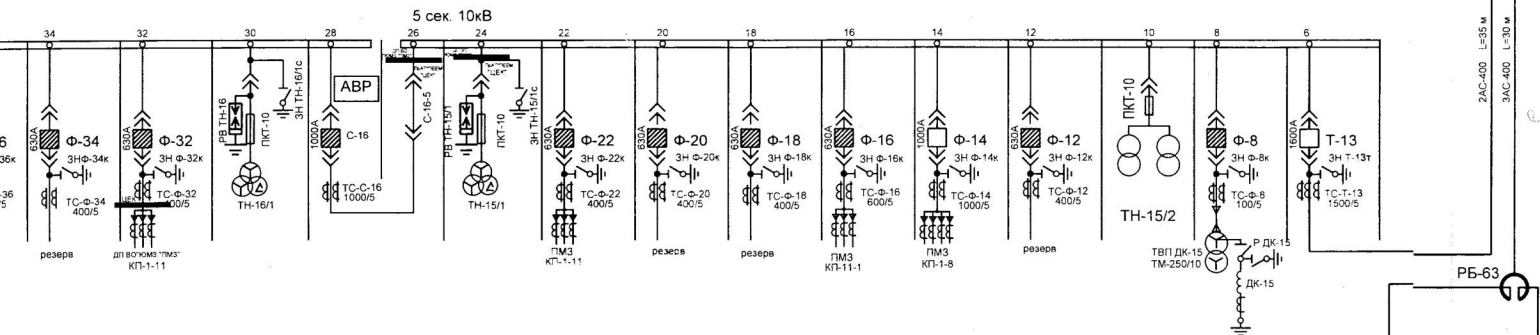 5 сек. 10кВ
34
32
30
28
26
24
22
20
18
16
14
12
10
8
6
2АС-400 L=35 м
3АС-400 L=30 м
АВР
ЗН ТН-16/1с
С-16-5
ЗН ТН-15/1с
РВ ТН-16
ПКТ-10
РВ ТН-15/1
ПКТ-10
ПКТ-10
630А
Ф-34
630А
Ф-32
1000А
С-16
630А
Ф-22
630А
Ф-20
630А
Ф-18
630А
Ф-16
Ф-14
630А
Ф-12
Ф-8
1600А
Т-13
6
36к
ЗНФ-34к
ЗН Ф-32к
ЗН Ф-22к
ЗН Ф-20к
ЗН Ф-18к
ЗН Ф-16к
ЗН Ф-14к
ЗН Ф-12к
ЗН Ф-8к
ЗН Т-13т
-36
/5
ТС-Ф-34
400/5
ТС-Ф-32
400/5
ТН-16/1
ТС-С-16
1000/5
ТН-15/1
ТС-Ф-22
400/5
ТС-Ф-20
400/5
ТС-Ф-18
400/5
ТС-Ф-16
600/5
ТС-Ф-14
1000/5
ТС-Ф-12
400/5
ТН-15/2
ТС-Ф-8
100/5
ТС-Т-13
1500/5
резерв
ДП ВО"ЮМЗ "ПМЗ"
КП-1-11
ПМЗ
КП-1-11
резерв
резерв
ПМЗ
КП-11-1
ПМЗ
КП-1-8
резерв
ТВП ДК-15
ТМ-250/10
Р ДК-15
ДК-15
РБ-63